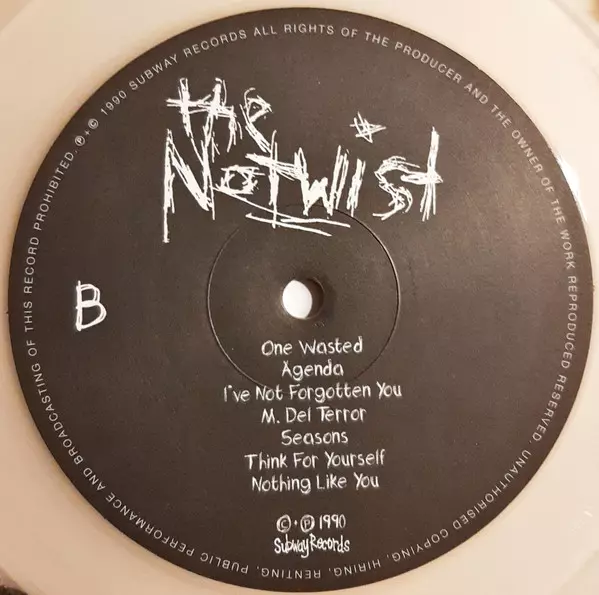 ℗+© 1990 SUBWAY RECORDS ALL RIGHTS OF THE PRODUCER AND THE OWNER OF THE WORK REPRODUCED RESERVED. UNAUTHORISED COPYING, HIRING, RENTING, PUBLIC PERFORMANCE AND BROADCASTING OF THIS RECORD PROHIBITED.
the
Notwist
B
One Wasted
Agenda
I've Not Forgotten You
M. Del Terror
Seasons
Think For Yourself
Nothing Like You
©+℗ 1990
Subway Records